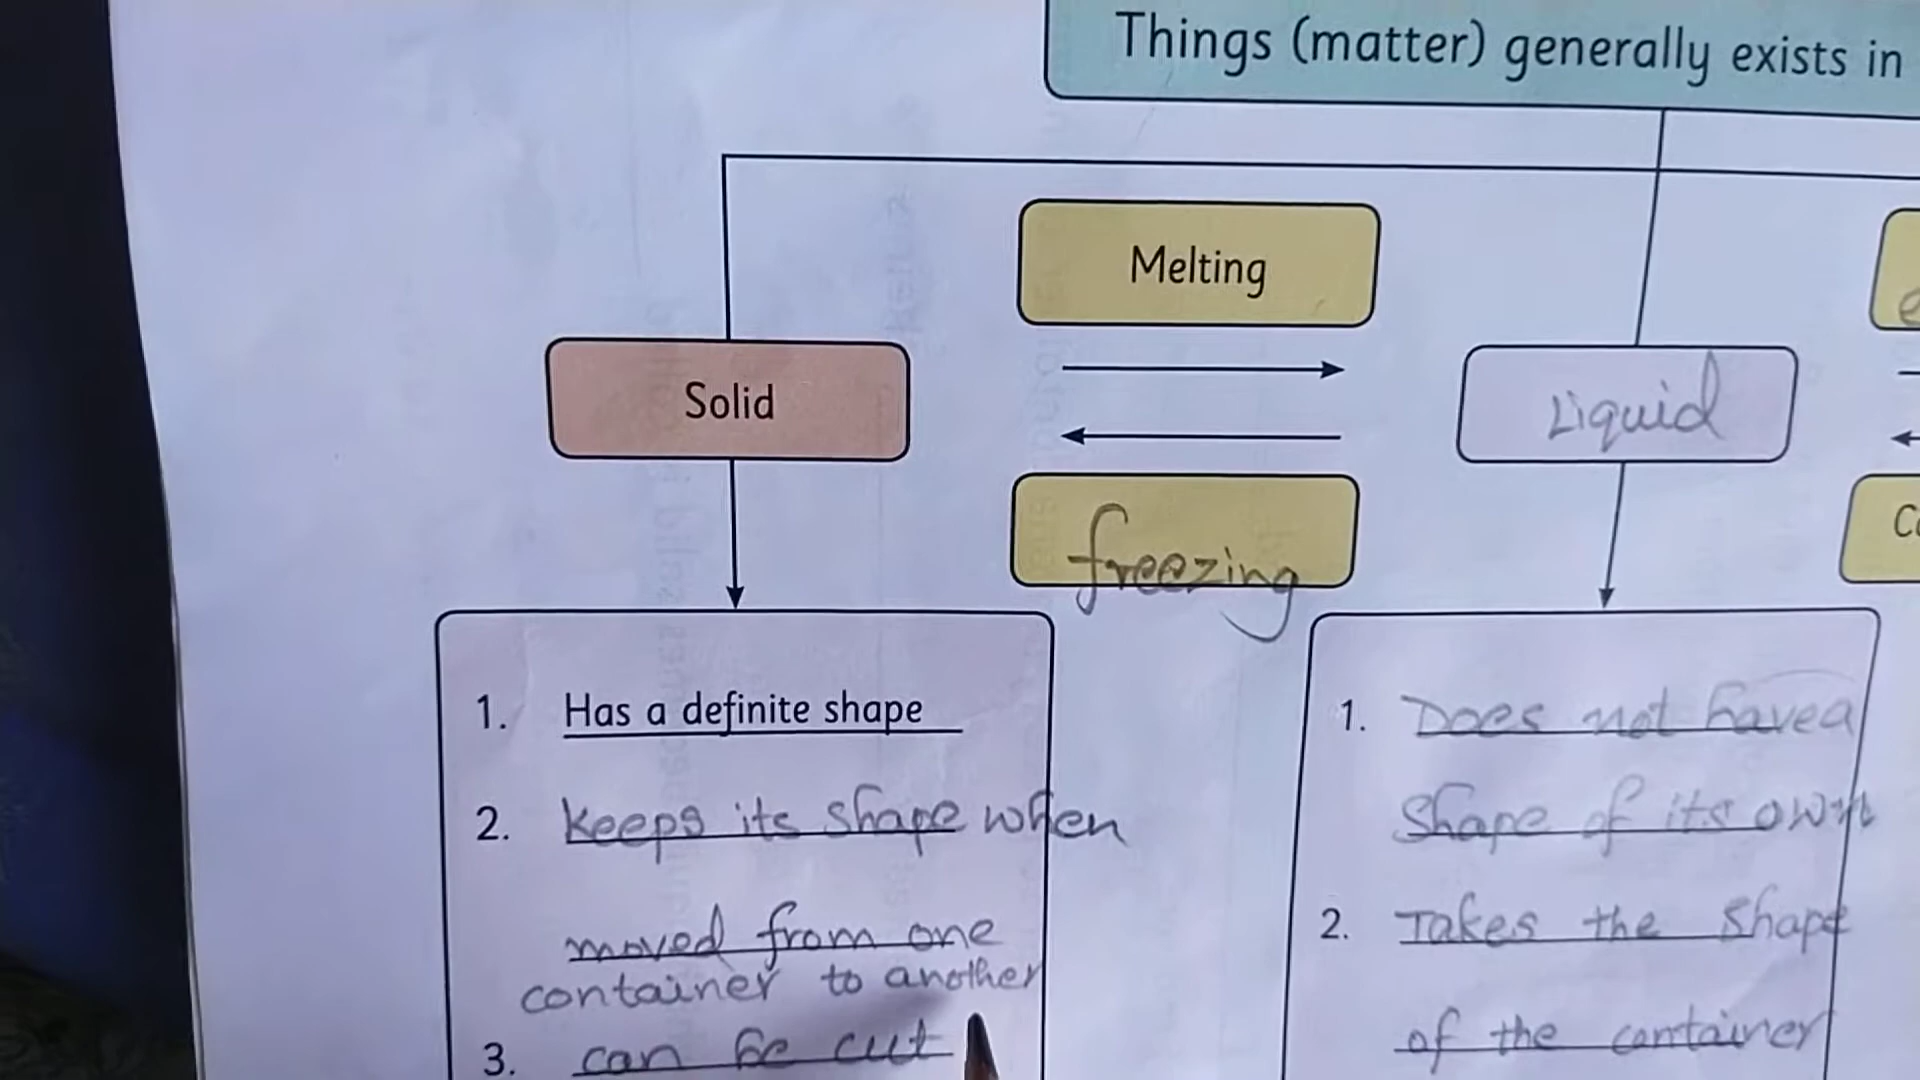 Things (matter) generally exists in
Melting
Solid
Liquid
freezing
1. Has a definite shape
2. keeps its shape when
moved from one
container to another
3. can be cut
1. Does not have a
shape of its own
2. Takes the shape
of the container